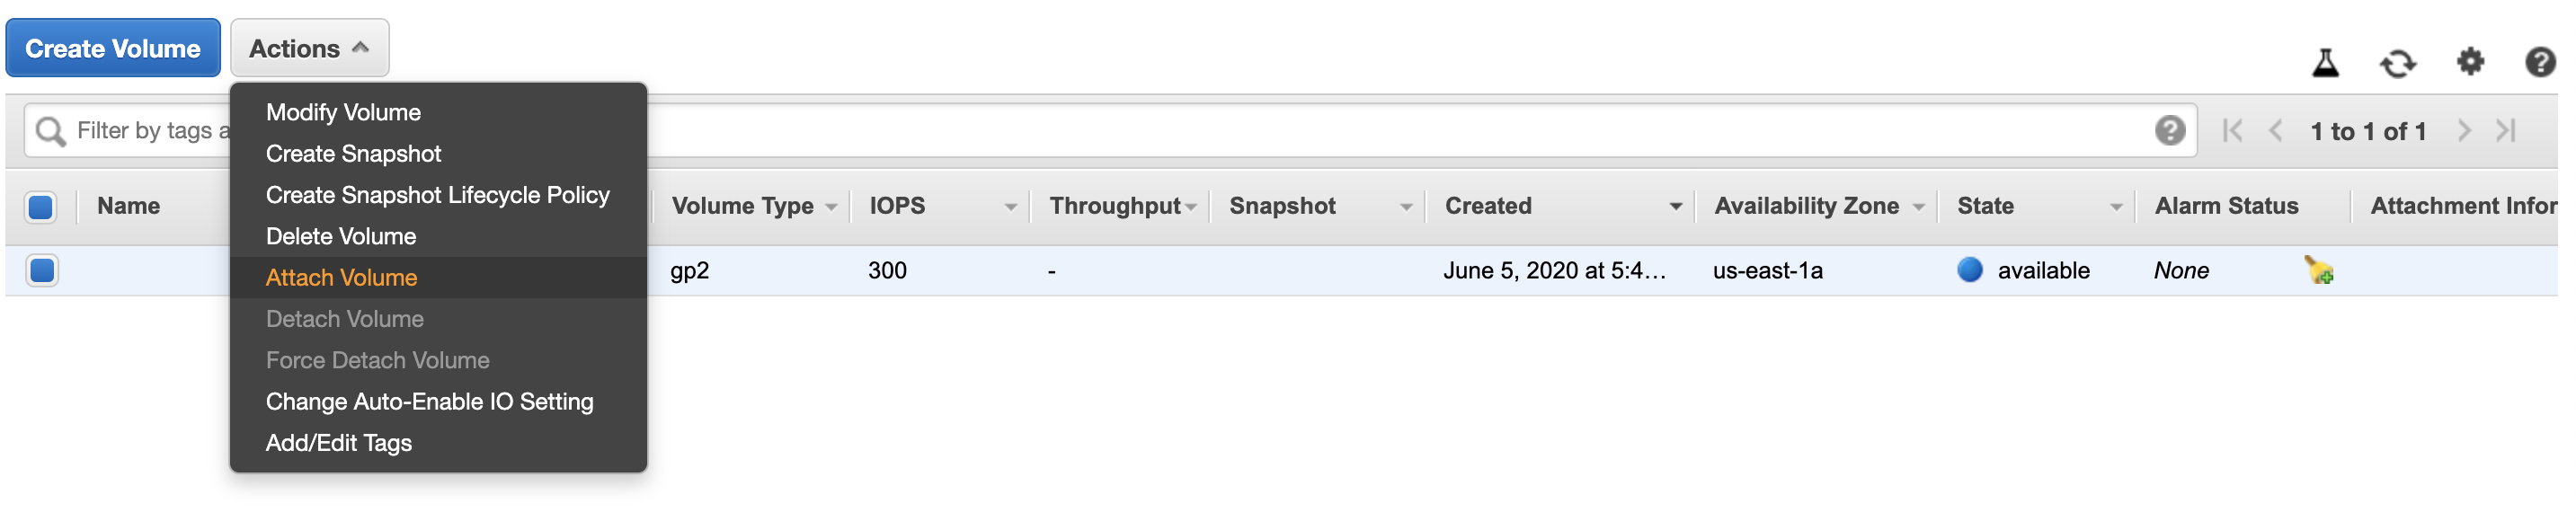 Create Volume Actions
Modify Volume
Create Snapshot
Create Snapshot Lifecycle Policy
Delete Volume
Attach Volume
Detach Volume
Force Detach Volume
Change Auto-Enable IO Setting
Add/Edit Tags
Filter by tags a
1 to 1 of 1
Name Volume Type IOPS Throughput Snapshot Created Availability Zone State Alarm Status Attachment Infor
gp2 300 - June 5, 2020 at 5:4... us-east-1a available None